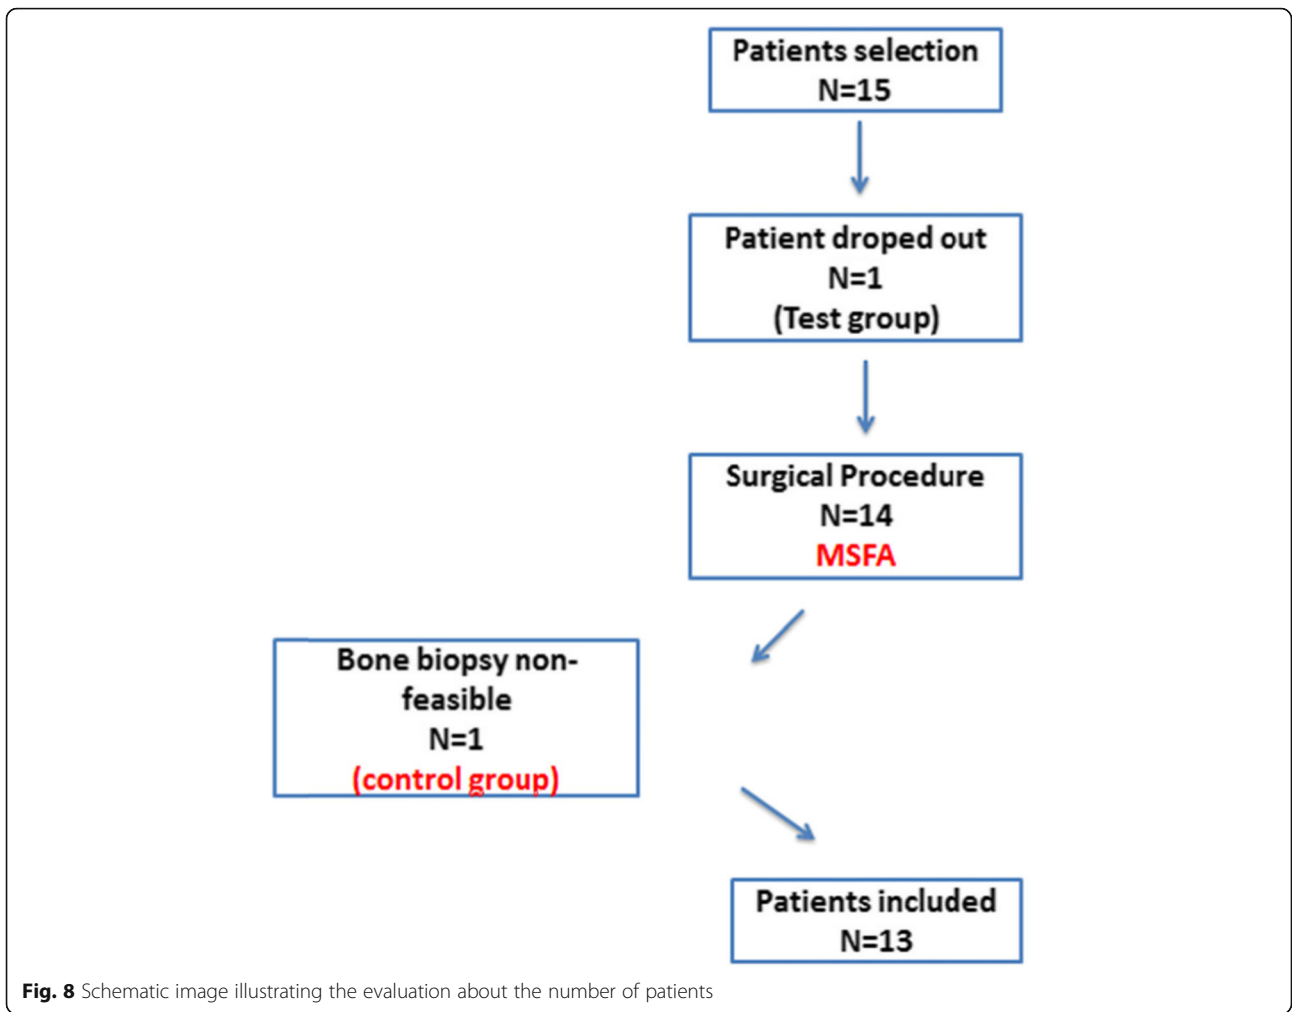 Patients selection
N=15
Patient droped out
N=1
(Test group)
Surgical Procedure
N=14
MSFA
Bone biopsy non-
feasible
N=1
(control group)
Patients included
N=13
Fig. 8 Schematic image illustrating the evaluation about the number of patients